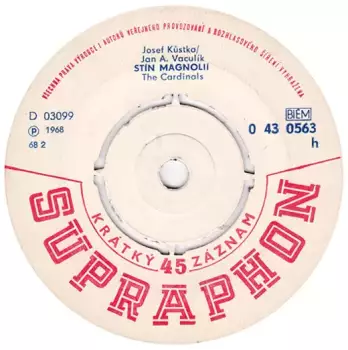 VŠECHNA PRÁVA VÝROBCE I AUTORŮ VEŘEJNÉHO PROVOZOVÁNÍ A ROZHLASOVÉHO ŠÍŘENÍ VYHRAZENA
Josef Kůstka/
Jan A. Vaculík
STÍN MAGNOLIÍ
The Cardinals
D 03099
BIEM
Ⓟ 1968
0 43 0563
68 2
h
KRÁTKÝ 45 ZÁZNAM
SUPRAPHON